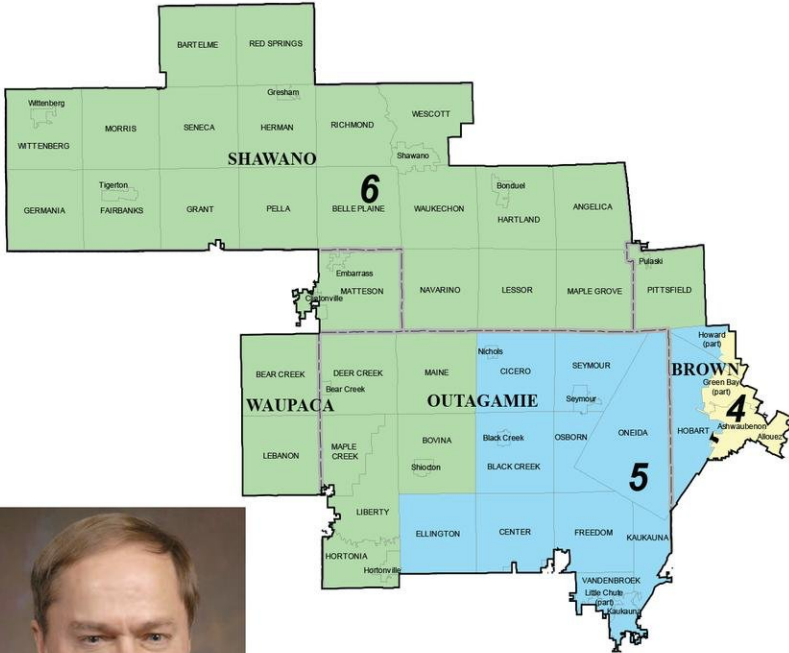 BARTELME
RED SPRINGS
Wittenberg
Gresham
WESCOTT
MORRIS
SENECA
HERMAN
RICHMOND
WITTENBERG
SHAWANO
Shawano
Tigerton
6
Bonduel
GERMANIA
FAIRBANKS
GRANT
PELLA
BELLE PLAINE
WAUKECHON
HARTLAND
ANGELICA
Embarrass
Pulaski
Clintonville
MATTESON
NAVARINO
LESSOR
MAPLE GROVE
PITTSFIELD
Howard
(part)
Nichols
BEAR CREEK
DEER CREEK
MAINE
CICERO
SEYMOUR
BROWN
Bear Creek
Green Bay
(part)
WAUPACA
OUTAGAMIE
Seymour
4
Ashwaubenon
Allouez
LEBANON
MAPLE
CREEK
BOVINA
Black Creek
OSBORN
ONEIDA
HOBART
Shiocton
BLACK CREEK
5
LIBERTY
ELLINGTON
CENTER
FREEDOM
KAUKAUNA
HORTONIA
Hortonville
VANDENBROEK
Little Chute
(part)
Kaukauna